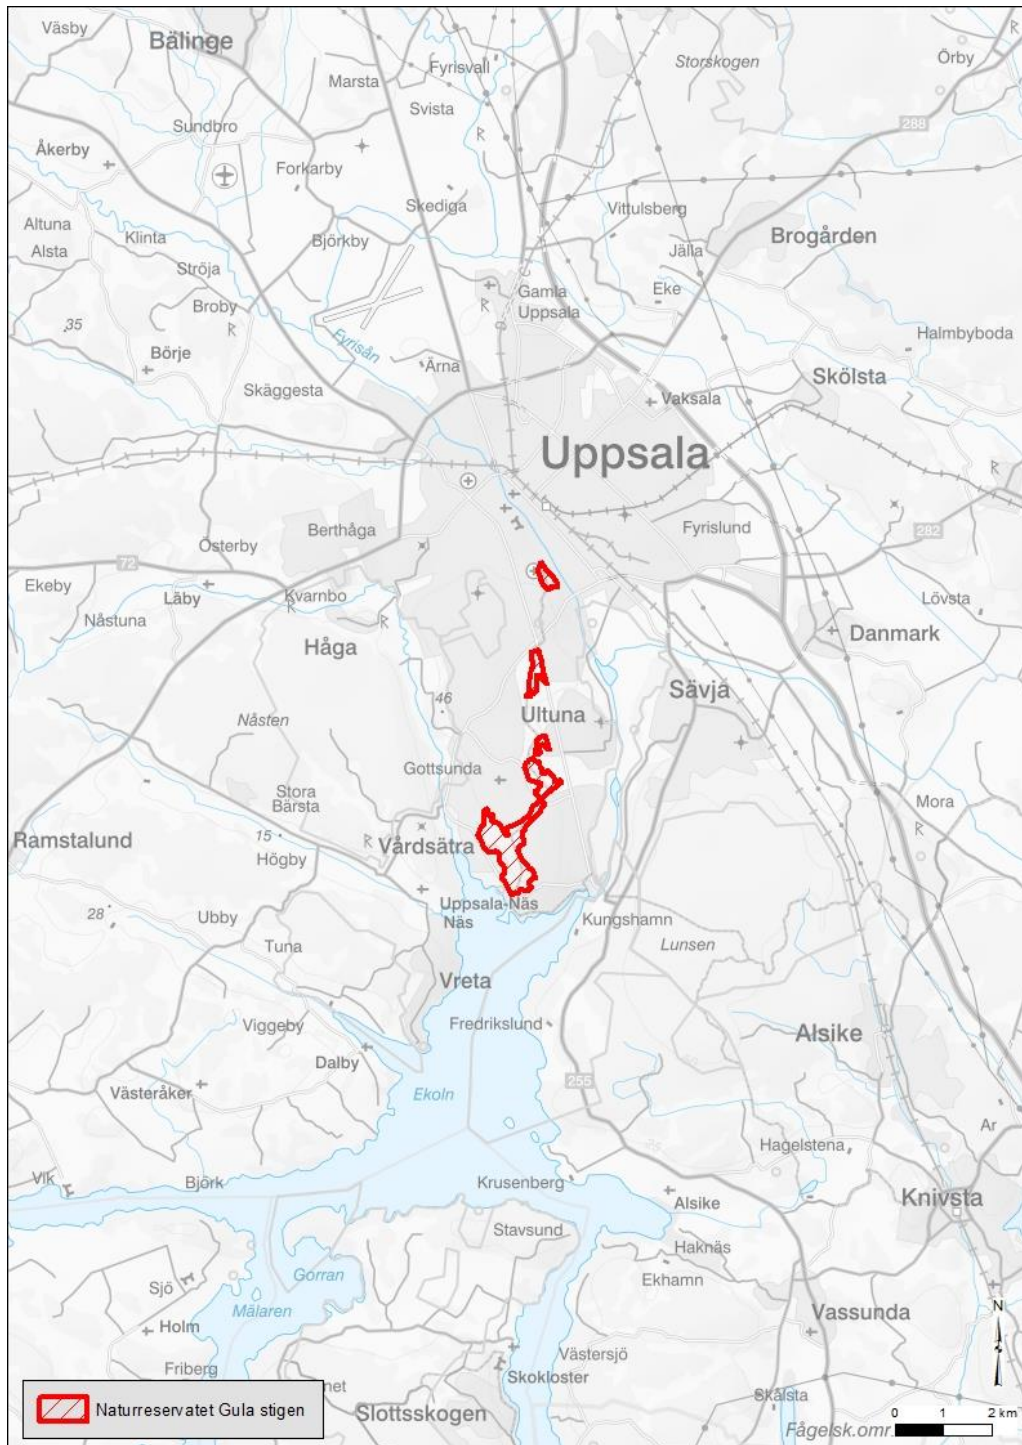 Väsby
Bälinge
Fyrisvall
Storskogen
Örby
Marsta
Svista
Sundbro
288
Åkerby
Forkarby
Skediga
Vittulsberg
Altuna
Alsta
Klinta
Björkby
Brogården
Jälla
Ströja
Gamla
Uppsala
Eke
Broby
35
Fyrisån
Halmbyboda
Börje
Ärna
Skölsta
Skäggesta
Vaksala
Uppsala
Berthåga
Fyrislund
282
Österby
72
Ekeby
Läby
Kvarnbo
Lövsta
Nåstuna
Håga
Danmark
Sävja
46
Nåsten
Ultuna
Gottsunda
Stora
Bärsta
Mora
Ramstalund
15
Högby
Vårdsätra
28
Ubby
Uppsala-Näs
Näs
Kungshamn
Tuna
Lunsen
Vreta
Viggeby
Fredrikslund
Alsike
Dalby
255
Västeråker
Ekoln
Ar
Hagelstena
Vik
Björk
Krusenberg
Alsike
Knivsta
Stavsund
Haknäs
Sjö
Gorran
Ekhamn
Mälaren
Vassunda
N
Holm
Västersjö
Friberg
Skokloster
net
Skålsta
Naturreservatet Gula stigen
Slottsskogen
Fågelsk.omr.
0 1 2 km